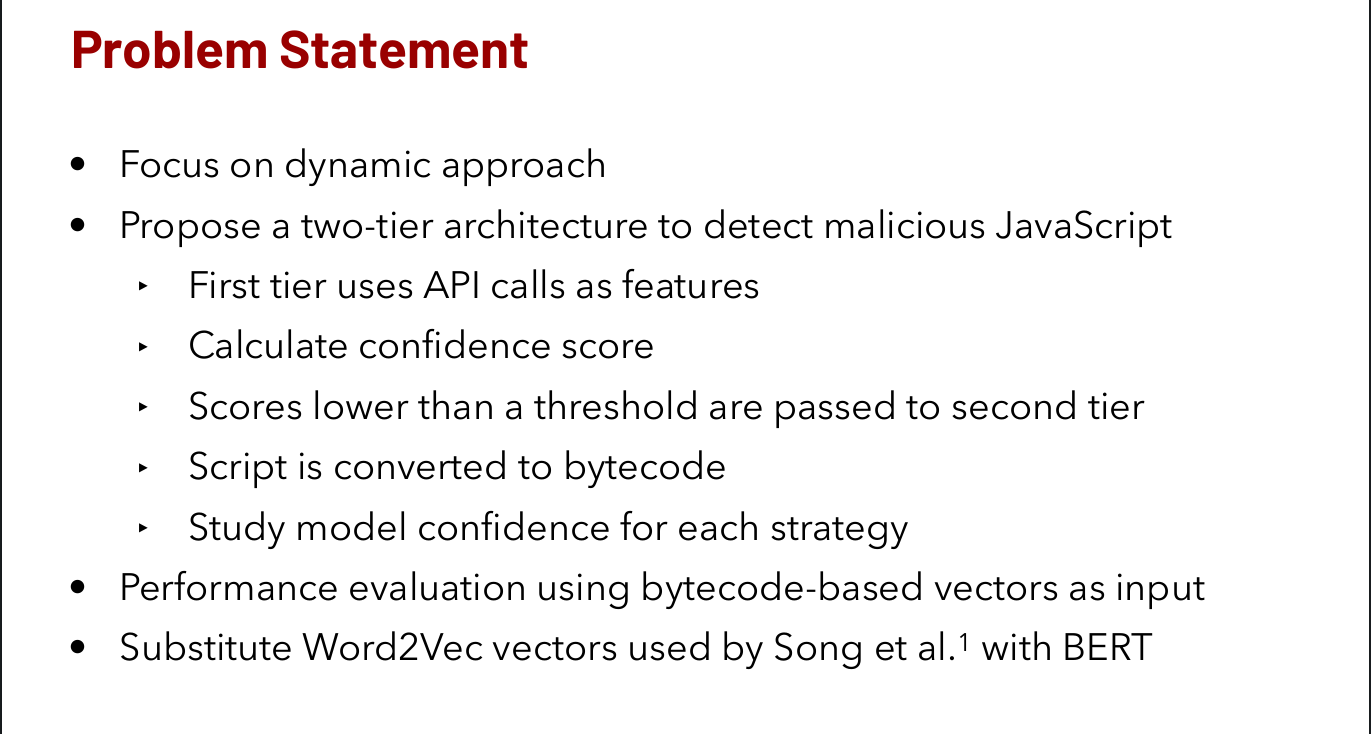 Problem Statement
• Focus on dynamic approach
• Propose a two-tier architecture to detect malicious JavaScript
‣ First tier uses API calls as features
‣ Calculate confidence score
‣ Scores lower than a threshold are passed to second tier
‣ Script is converted to bytecode
‣ Study model confidence for each strategy
• Performance evaluation using bytecode-based vectors as input
• Substitute Word2Vec vectors used by Song et al.¹ with BERT